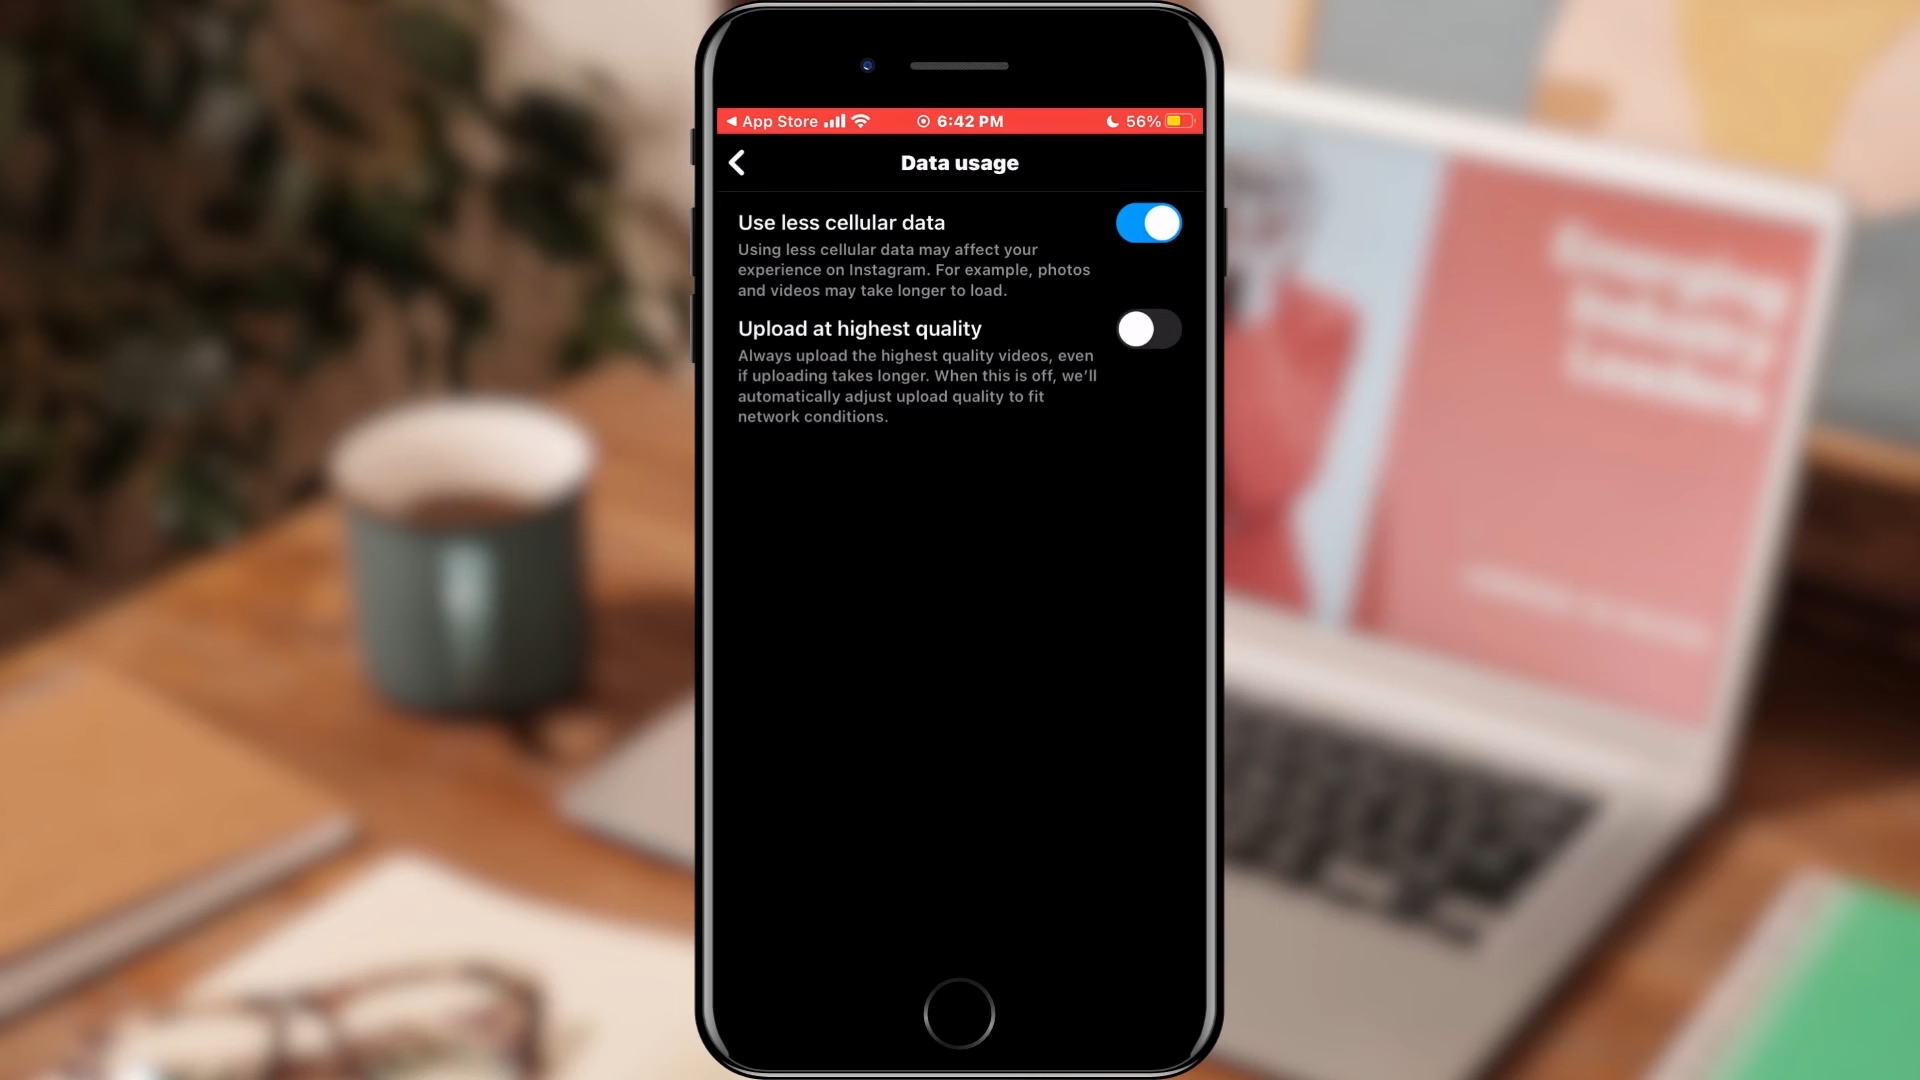 ◀ App Store 6:42 PM 56%
Data usage
Use less cellular data
Using less cellular data may affect your
experience on Instagram. For example, photos
and videos may take longer to load.
Upload at highest quality
Always upload the highest quality videos, even
if uploading takes longer. When this is off, we’ll
automatically adjust upload quality to fit
network conditions.
Emerging
Industry
Leaders